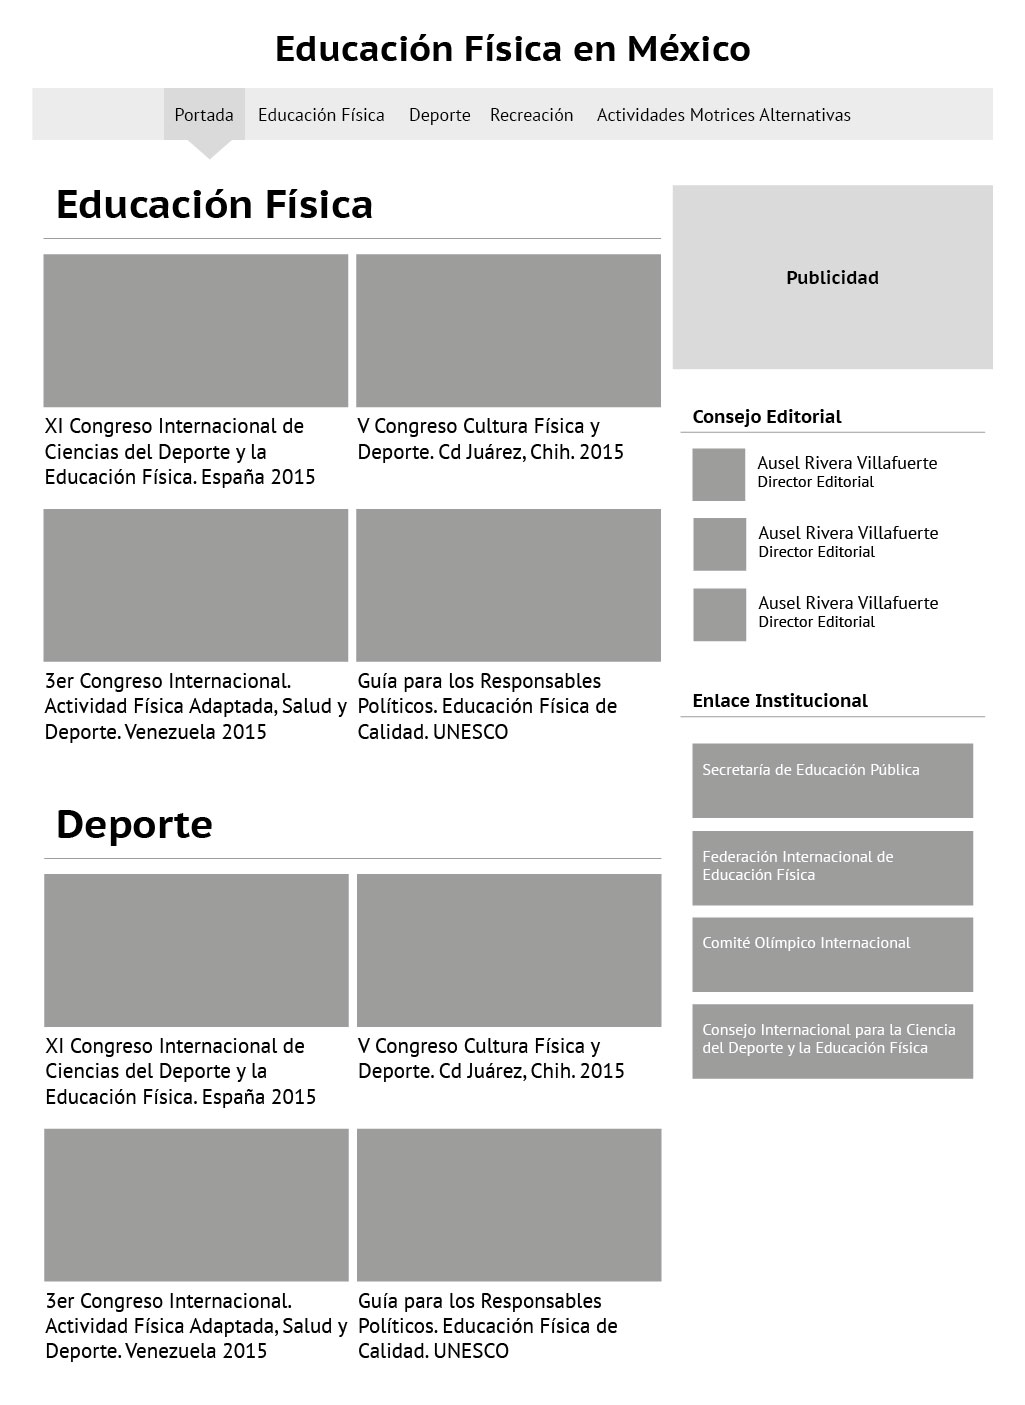 Educación Física en México
Portada Educación Física Deporte Recreación Actividades Motrices Alternativas
Educación Física
XI Congreso Internacional de
Ciencias del Deporte y la
Educación Física. España 2015
V Congreso Cultura Física y
Deporte. Cd Juárez, Chih. 2015
3er Congreso Internacional.
Actividad Física Adaptada, Salud y
Deporte. Venezuela 2015
Guía para los Responsables
Políticos. Educación Física de
Calidad. UNESCO
Deporte
XI Congreso Internacional de
Ciencias del Deporte y la
Educación Física. España 2015
V Congreso Cultura Física y
Deporte. Cd Juárez, Chih. 2015
3er Congreso Internacional.
Actividad Física Adaptada, Salud y
Deporte. Venezuela 2015
Guía para los Responsables
Políticos. Educación Física de
Calidad. UNESCO
Publicidad
Consejo Editorial
Ausel Rivera Villafuerte
Director Editorial
Ausel Rivera Villafuerte
Director Editorial
Ausel Rivera Villafuerte
Director Editorial
Enlace Institucional
Secretaría de Educación Pública
Federación Internacional de
Educación Física
Comité Olímpico Internacional
Consejo Internacional para la Ciencia
del Deporte y la Educación Física